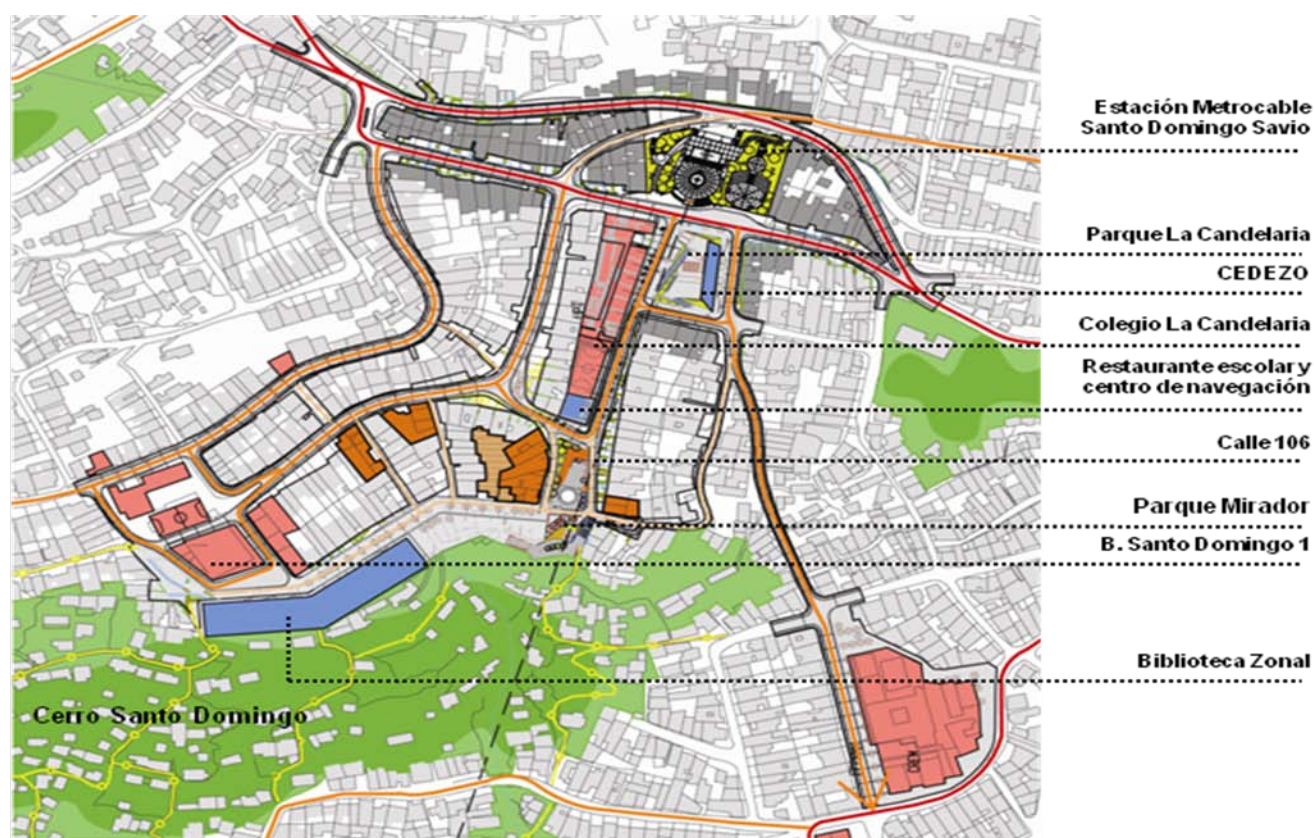 Estación Metrocable
Santo Domingo Savio
Parque La Candelaria
CEDEZO
Colegio La Candelaria
Restaurante escolar y
centro de navegación
Calle 106
Parque Mirador
B. Santo Domingo 1
Biblioteca Zonal
Cerro Santo Domingo